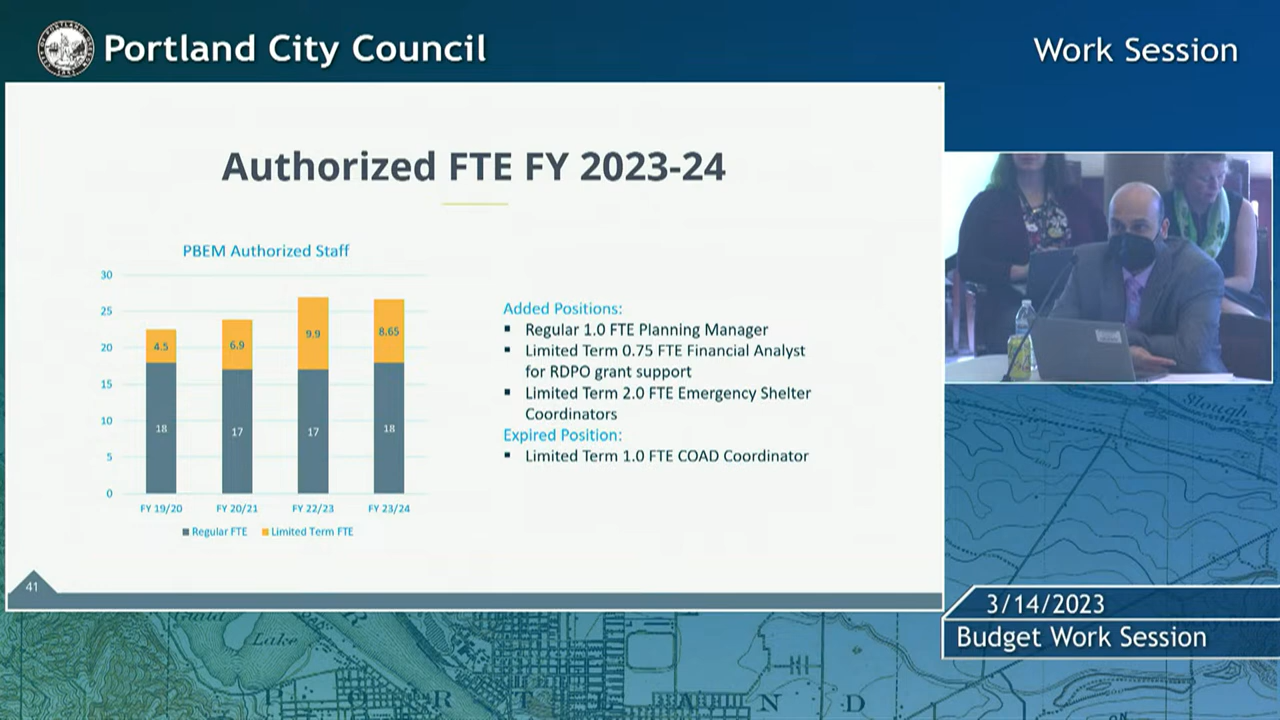 Portland City Council
Work Session
Authorized FTE FY 2023-24
PBEM Authorized Staff
30
25
20
15
10
5
0
4.5
6.9
9.9
8.65
18
17
17
18
FY 19/20
FY 20/21
FY 22/23
FY 23/24
Regular FTE
Limited Term FTE
Added Positions:
Regular 1.0 FTE Planning Manager
Limited Term 0.75 FTE Financial Analyst
for RDPO grant support
Limited Term 2.0 FTE Emergency Shelter
Coordinators
Expired Position:
Limited Term 1.0 FTE COAD Coordinator
41
3/14/2023
Budget Work Session
Slough
Guild
Lake
P O R T L A N D